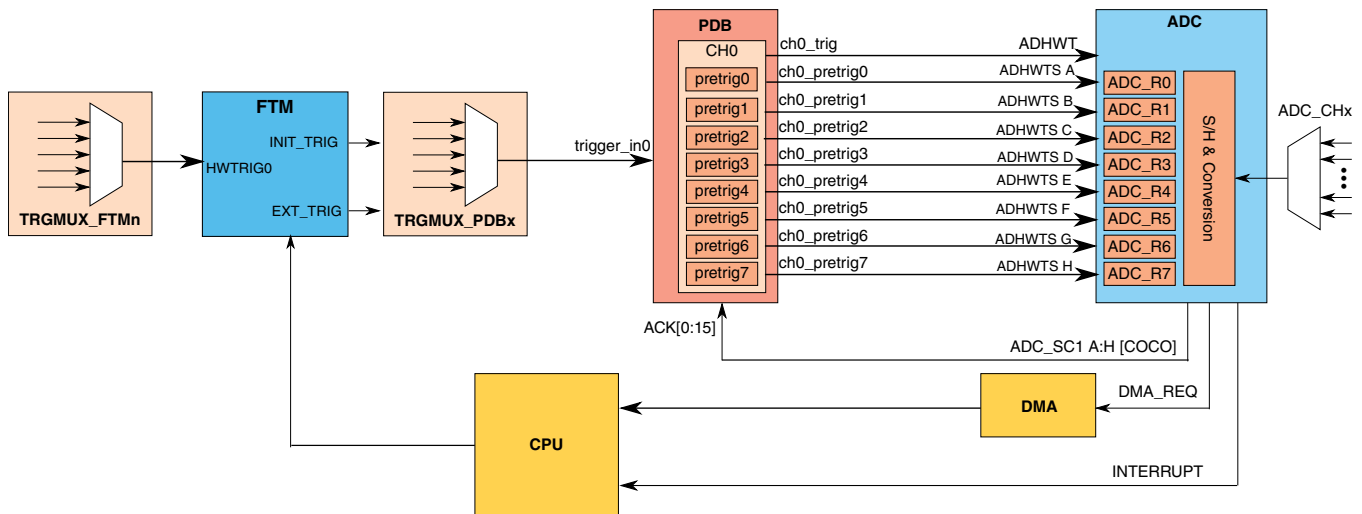 TRGMUX_FTMn
FTM
INIT_TRIG
HWTRIG0
EXT_TRIG
TRGMUX_PDBx
trigger_in0
PDB
CH0
pretrig0
pretrig1
pretrig2
pretrig3
pretrig4
pretrig5
pretrig6
pretrig7
ch0_trig
ADHWT
ch0_pretrig0
ADHWTS A
ch0_pretrig1
ADHWTS B
ch0_pretrig2
ADHWTS C
ch0_pretrig3
ADHWTS D
ch0_pretrig4
ADHWTS E
ch0_pretrig5
ADHWTS F
ch0_pretrig6
ADHWTS G
ch0_pretrig7
ADHWTS H
ADC
ADC_R0
ADC_R1
ADC_R2
ADC_R3
ADC_R4
ADC_R5
ADC_R6
ADC_R7
S/H & Conversion
ADC_CHx
ACK[0:15]
ADC_SC1 A:H [COCO]
DMA_REQ
DMA
CPU
INTERRUPT